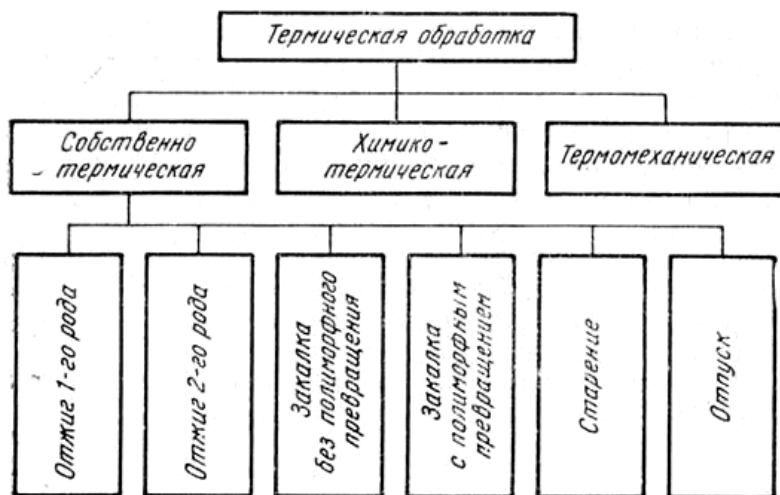 Термическая обработка
Собственно
термическая
Химико-
термическая
Термомеханическая
Отжиг 1-го рода
Отжиг 2-го рода
Закалка
без полиморфного
превращения
Закалка
с полиморфным
превращением
Старение
Отпуск